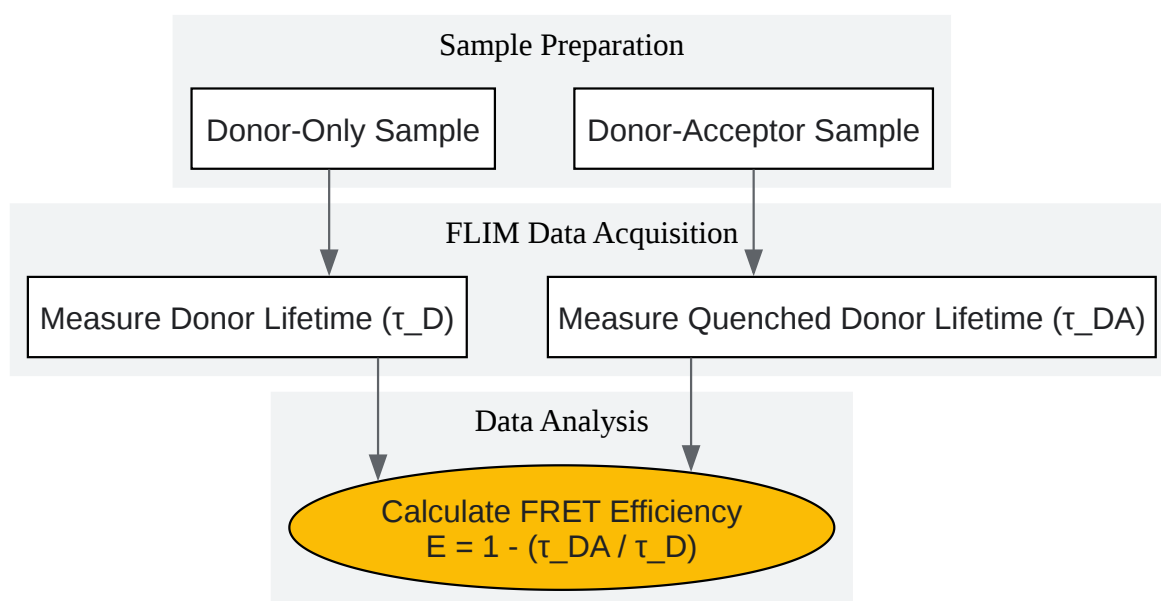 Sample Preparation
Donor-Only Sample
Donor-Acceptor Sample
FLIM Data Acquisition
Measure Donor Lifetime (τ_D)
Measure Quenched Donor Lifetime (τ_DA)
Data Analysis
Calculate FRET Efficiency
E = 1 - (τ_DA / τ_D)